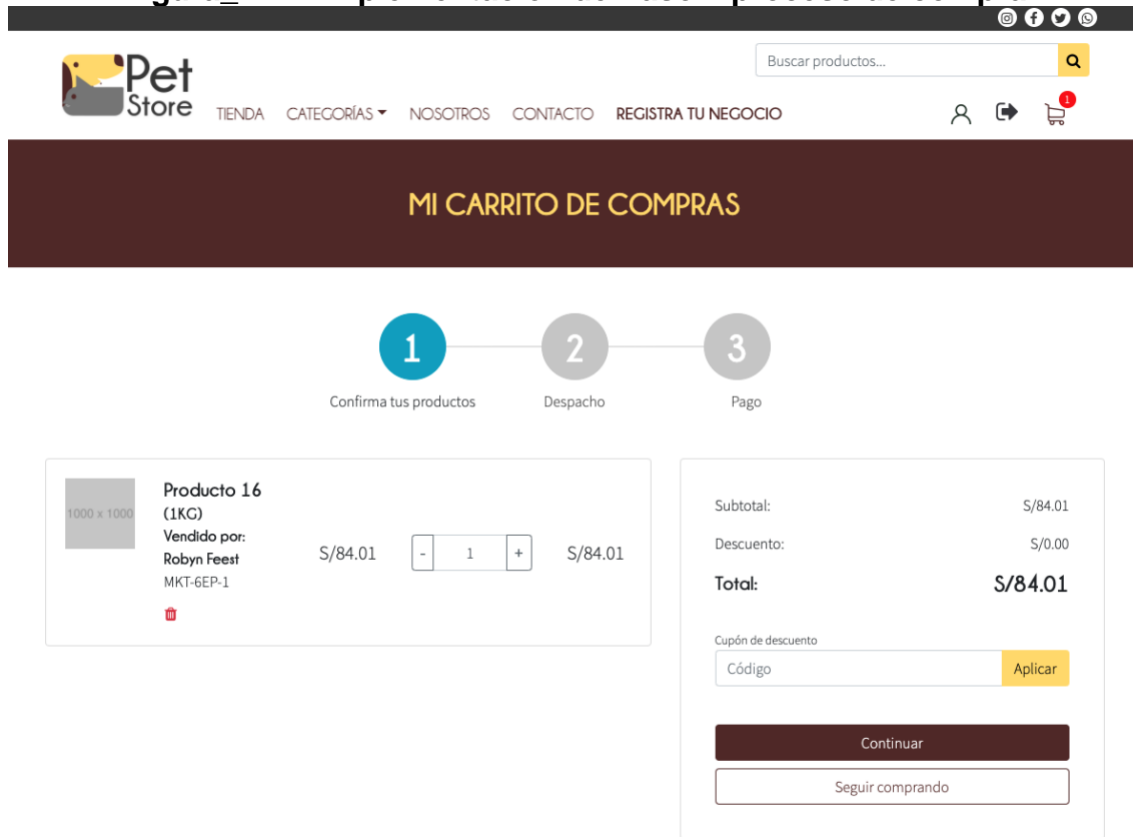 Pet
Store
Buscar productos...
TIENDA CATEGORÍAS NOSOTROS CONTACTO REGISTRA TU NEGOCIO
1
MI CARRITO DE COMPRAS
1 2 3
Confirma tus productos Despacho Pago
1000 x 1000
Producto 16
(1KG)
Vendido por:
Robyn Feest
MKT-6EP-1
S/84.01 - 1 + S/84.01
Subtotal: S/84.01
Descuento: S/0.00
Total: S/84.01
Cupón de descuento
Código Aplicar
Continuar
Seguir comprando